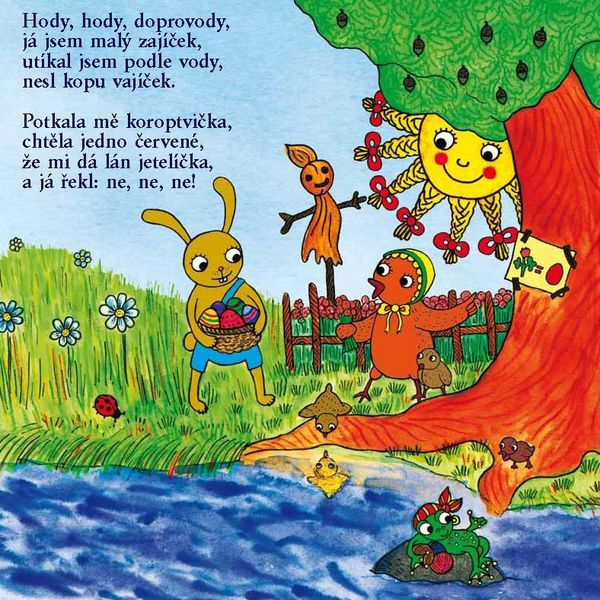 Hody, hody, doprovody,
já jsem malý zajíček,
utíkal jsem podle vody,
nesl kopu vajíček.
Potkala mě koroptvička,
chtěla jedno červené,
že mi dá lán jetelíčka,
a já řekl: ne, ne, ne!